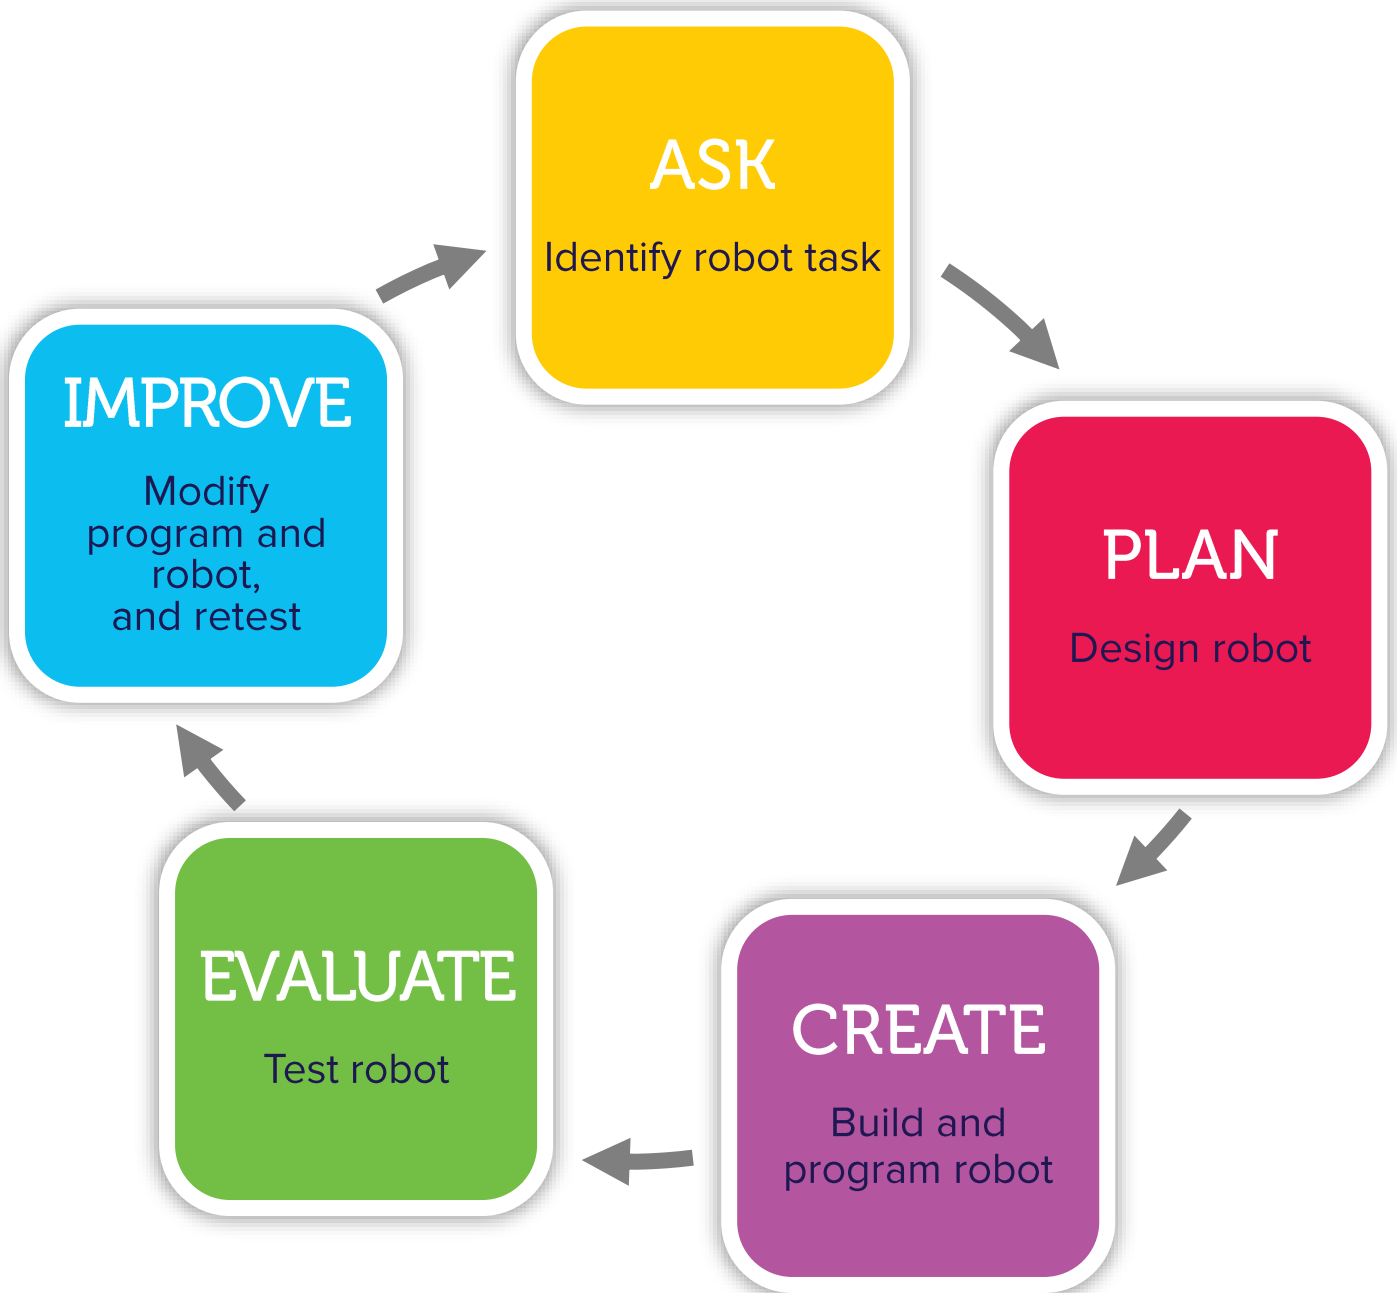 ASK
Identify robot task
PLAN
Design robot
CREATE
Build and
program robot
EVALUATE
Test robot
IMPROVE
Modify
program and
robot,
and retest